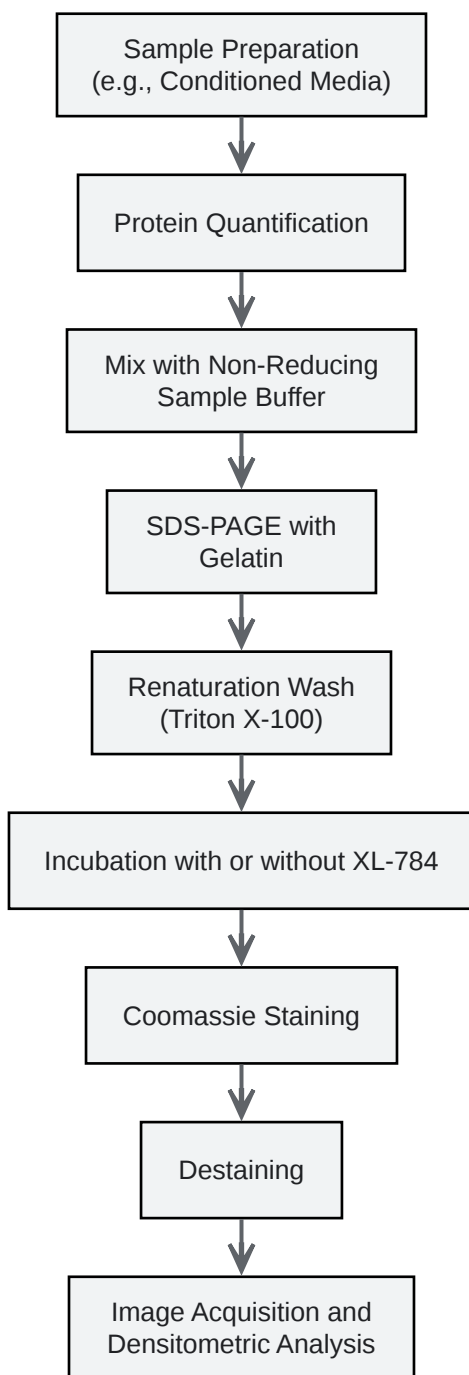 Sample Preparation
(e.g., Conditioned Media)
Protein Quantification
Mix with Non-Reducing
Sample Buffer
SDS-PAGE with
Gelatin
Renaturation Wash
(Triton X-100)
Incubation with or without XL-784
Coomassie Staining
Destaining
Image Acquisition and
Densitometric Analysis